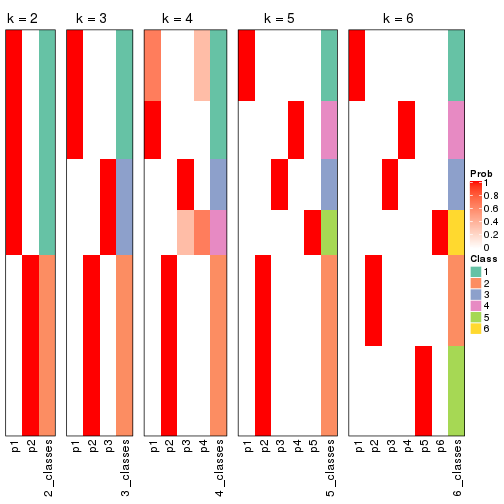 k = 2
k = 3
k = 4
k = 5
k = 6
Prob
1
0.8
0.6
0.4
0.2
0
Class
1
2
3
4
5
6
p1
p2
2_classes
p1
p2
p3
3_classes
p1
p2
p3
p4
4_classes
p1
p2
p3
p4
p5
5_classes
p1
p2
p3
p4
p5
p6
6_classes